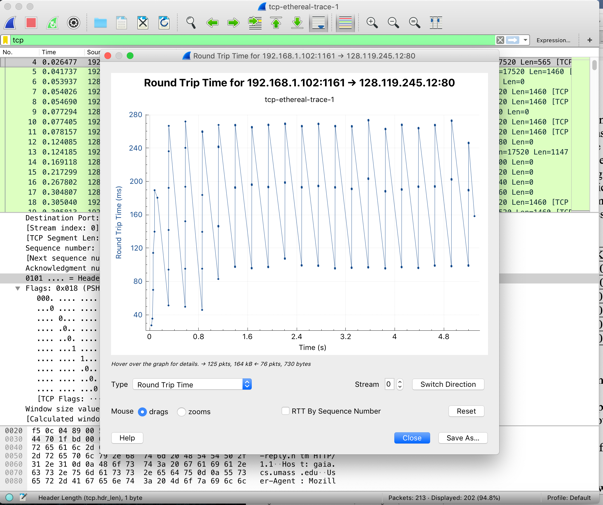 tcp-ethereal-trace-1
tcp
Expression...
+
No.
Time
Sour
4 0.026477 128
17520 Len=565 [TCP
5 0.041737 192
=17520 Len=1460 [
6 0.053937 128
0 Len=0
7 0.054026 192
20 Len=1460 [TCP
8 0.054690 192
20 Len=1460 [TCP
9 0.077294 128
0 Len=0
10 0.077405 192
20 Len=1460 [TCP
11 0.078157 192
20 Len=1460 [TCP
12 0.124085 128
80 Len=0
13 0.124185 192
=17520 Len=1147
14 0.169118 128
00 Len=0
15 0.217299 128
20 Len=0
16 0.267802 128
40 Len=0
17 0.304807 128
60 Len=0
18 0.305040 192
520 Len=1460 [TCP
Destination Port:
[Stream index: 0]
[TCP Segment Len:
Sequence number:
[Next sequence nu
Acknowledgment nu
0101 .... = Heade
Flags: 0x018 (PSH
000. .... ....
...0 .... ....
.... 0... ....
.... .0.. ....
.... ..0. ....
.... ...1 ....
.... .... 1...
.... .... .0..
.... .... ..0.
.... .... ...0
[TCP Flags:
Window size value
[Calculated windo
Round Trip Time for 192.168.1.102:1161 → 128.119.245.12:80
Round Trip Time for 192.168.1.102:1161 → 128.119.245.12:80
tcp-ethereal-trace-1
280
240
200
160
120
80
40
Round Trip Time (ms)
0
0.8
1.6
2.4
3.2
4
4.8
Time (s)
Hover over the graph for details. → 125 pkts, 164 kB ← 76 pkts, 730 bytes
Type
Round Trip Time
Stream
0
Switch Direction
Mouse
drags
zooms
RTT By Sequence Number
Reset
Help
Close
Save As...
0020 f5 0c 04 89 00
0030 44 70 1f bd 00
0040 72 65 61 6c 2d
0050 2d 72 65 70 6c 79 2e 68 74 6d 20 48 54 54 50 2f -reply.h tm HTTP/
0060 31 2e 31 0d 0a 48 6f 73 74 3a 20 67 61 69 61 2e 1.1··Hos t: gaia.
0070 63 73 2e 75 6d 61 73 73 2e 65 64 75 0d 0a 55 73 cs.umass .edu··Us
0080 65 72 2d 41 67 65 6e 74 3a 20 4d 6f 7a 69 6c 6c er-Agent : Mozill
Header Length (tcp.hdr_len), 1 byte
Packets: 213 · Displayed: 202 (94.8%)
Profile: Default